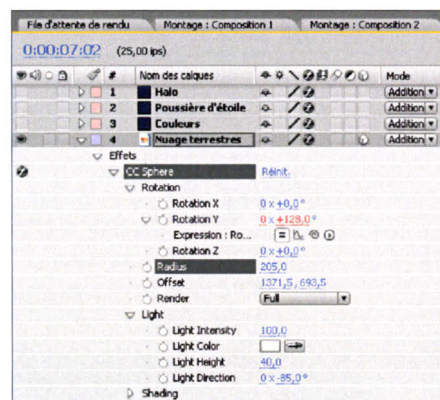 File d'attente de rendu Montage : Composition 1 Montage : Composition 2
0:00:07:02 (25,00 ips)
# Nom des calques Mode
1 Halo Addition
2 Poussière d'étoile Addition
3 Couleurs Addition
4 Nuage terrestres Addition
Effets
CC Sphere Réinit.
Rotation
Rotation X 0 x +0,0 °
Rotation Y 0 x +128,0 °
Expression : Ro...
Rotation Z 0 x +0,0 °
Radius 205,0
Offset 1371,5 , 693,5
Render Full
Light
Light Intensity 100,0
Light Color
Light Height 40,0
Light Direction 0 x -85,0 °
Shading